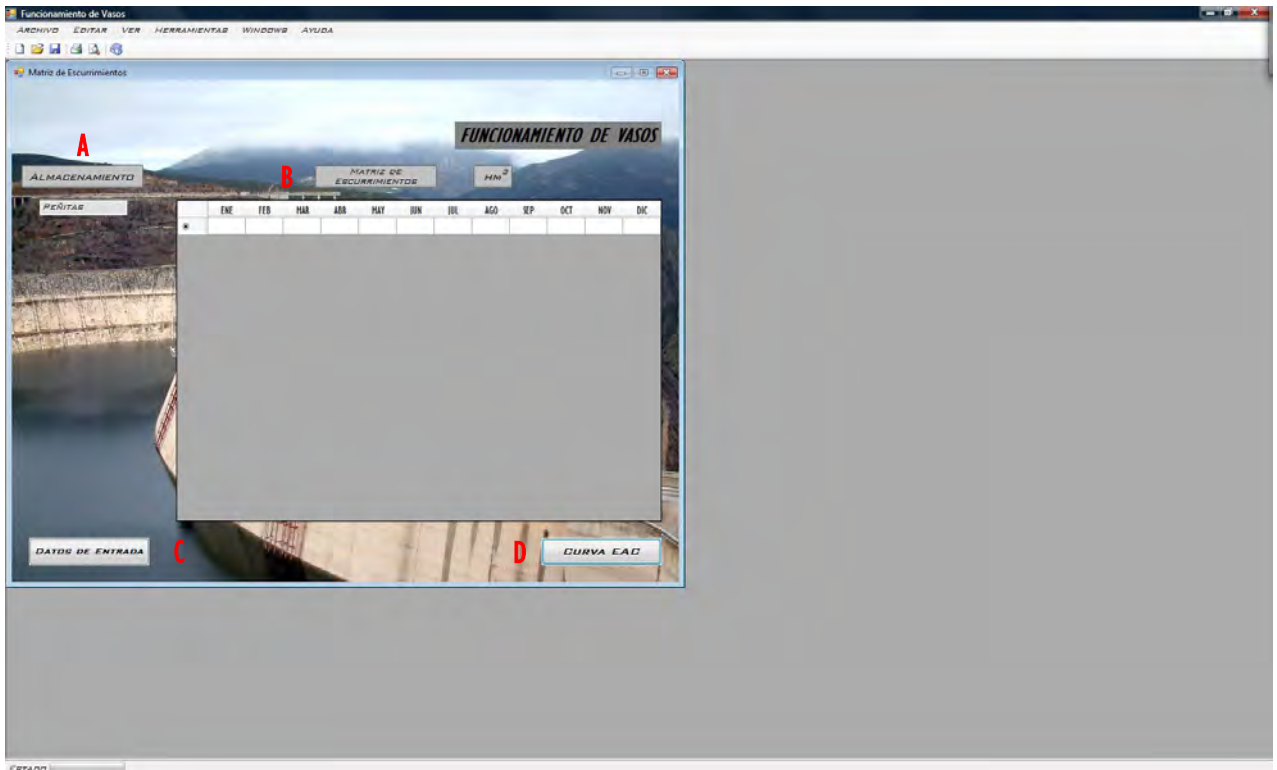 Funcionamiento de Vasos
ARCHIVO EDITAR VER HERRAMIENTAS WINDOWS AYUDA
Matriz de Escurrimientos
FUNCIONAMIENTO DE VASOS
A
B
ALMACENAMIENTO
MATRIZ DE
ESCURRIMIENTOS
HM3
PEÑITAS
ENE FEB MAR ABR MAY JUN JUL AGO SEP OCT NOV DIC
DATOS DE ENTRADA
C
D
CURVA EAC
ESTADO